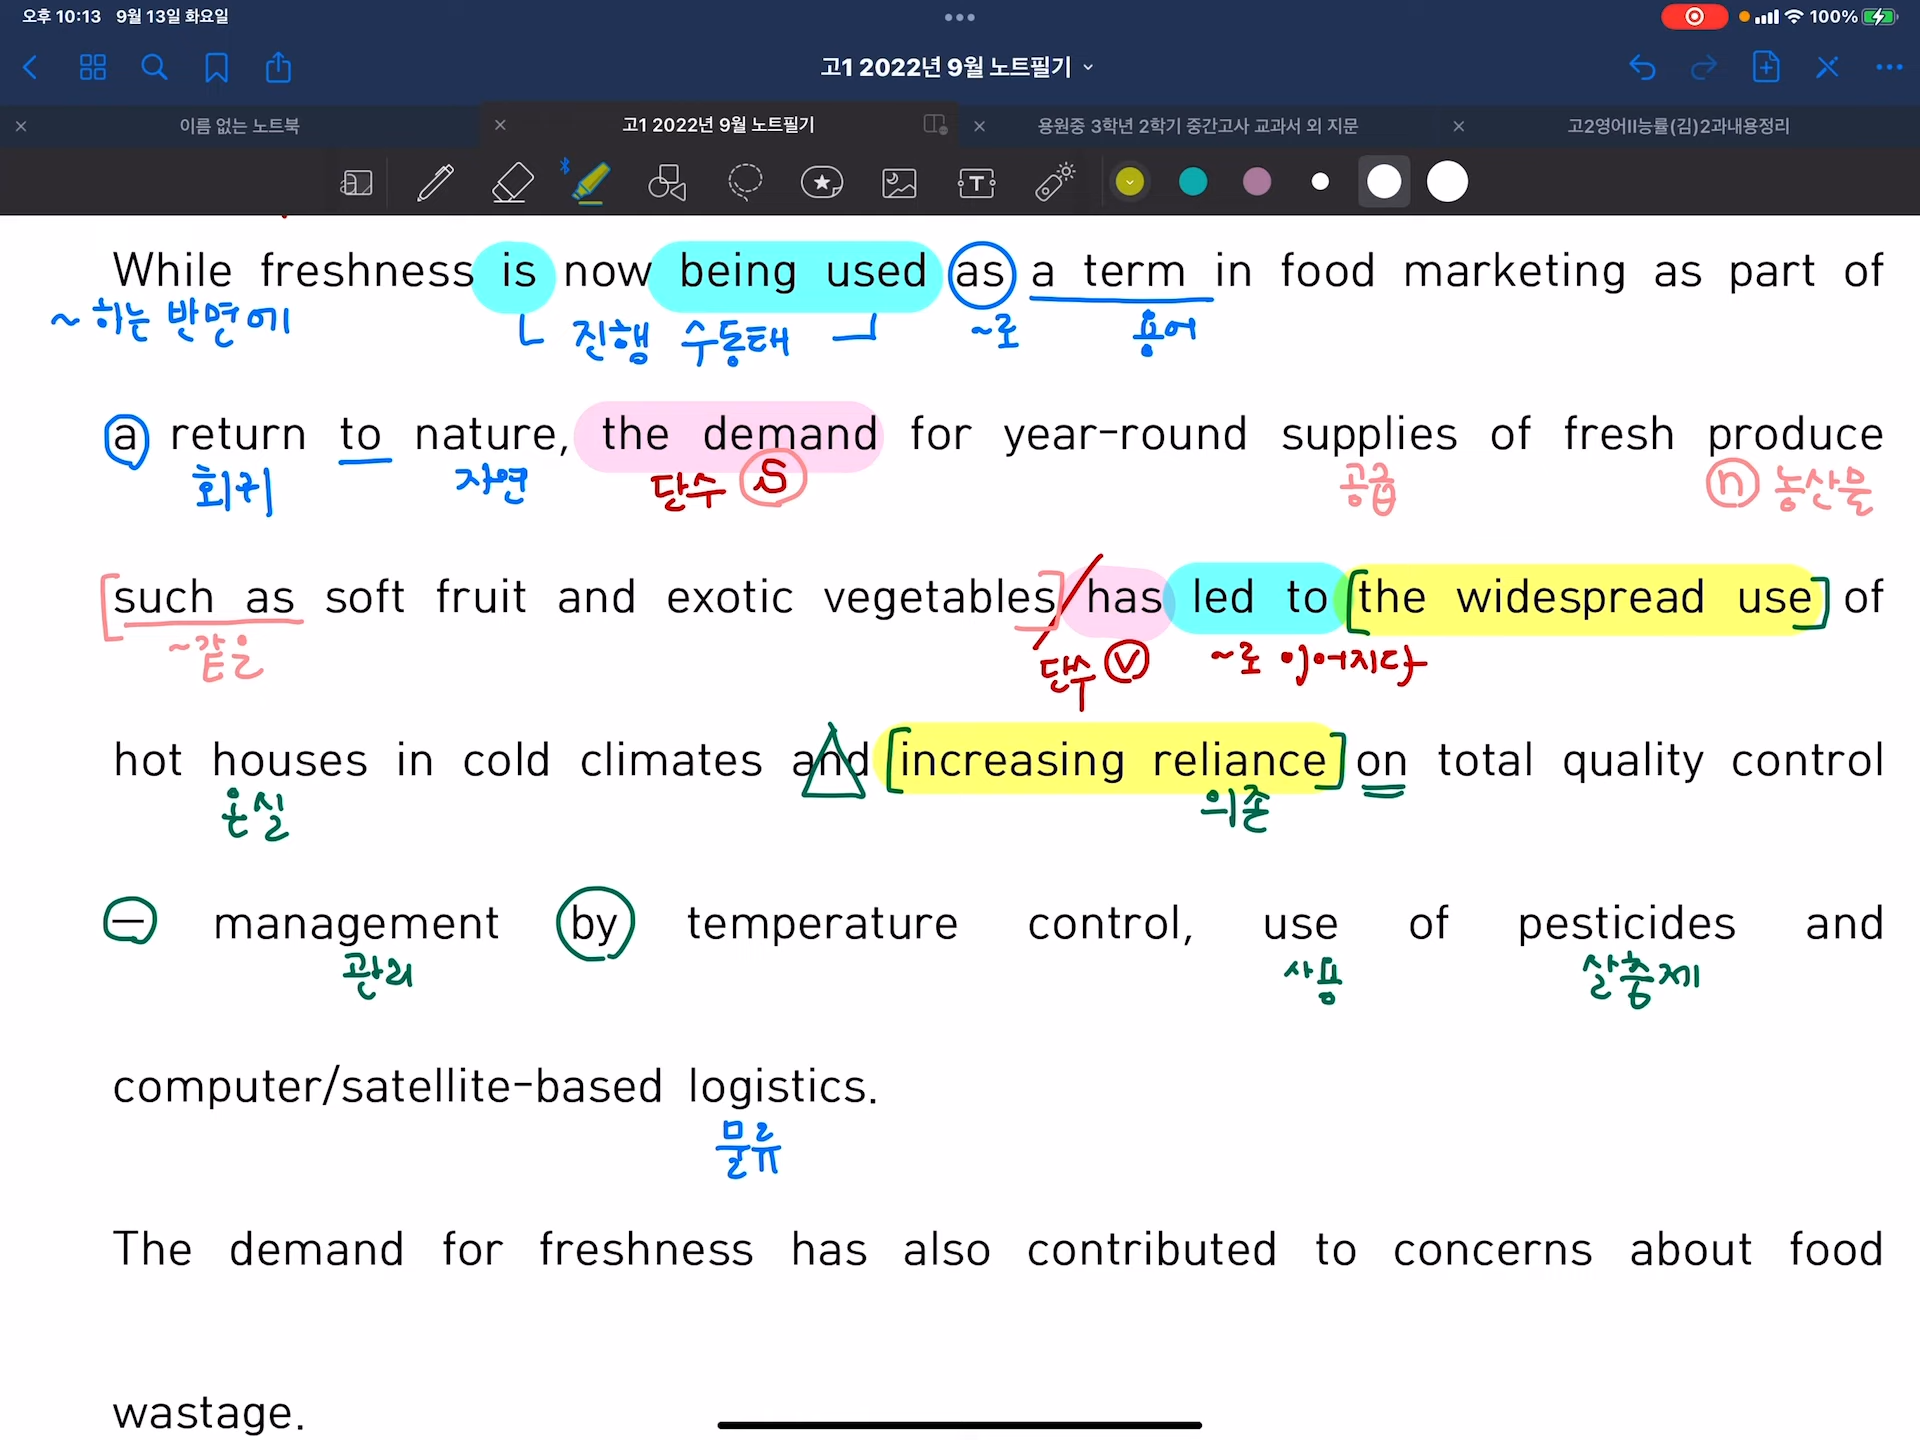 오후 10:13 9월 13일 화요일
100%
고1 2022년 9월 노트필기
이름 없는 노트북
고1 2022년 9월 노트필기
용원중 3학년 2학기 중간고사 교과서 외 지문
고2영어II능률(김)2과내용정리
While freshness is now being used as a term in food marketing as part of
~하는 반면에 진행 수동태 ~로 용어
a return to nature, the demand for year-round supplies of fresh produce
회귀 자연 단수 S 공급 n 농산물
[such as soft fruit and exotic vegetables] / has led to [the widespread use] of
~같은 단수 V ~로 이어지다
hot houses in cold climates and [increasing reliance] on total quality control
온실 의존
— management by temperature control, use of pesticides and
관리 사용 살충제
computer/satellite-based logistics.
물류
The demand for freshness has also contributed to concerns about food
wastage.